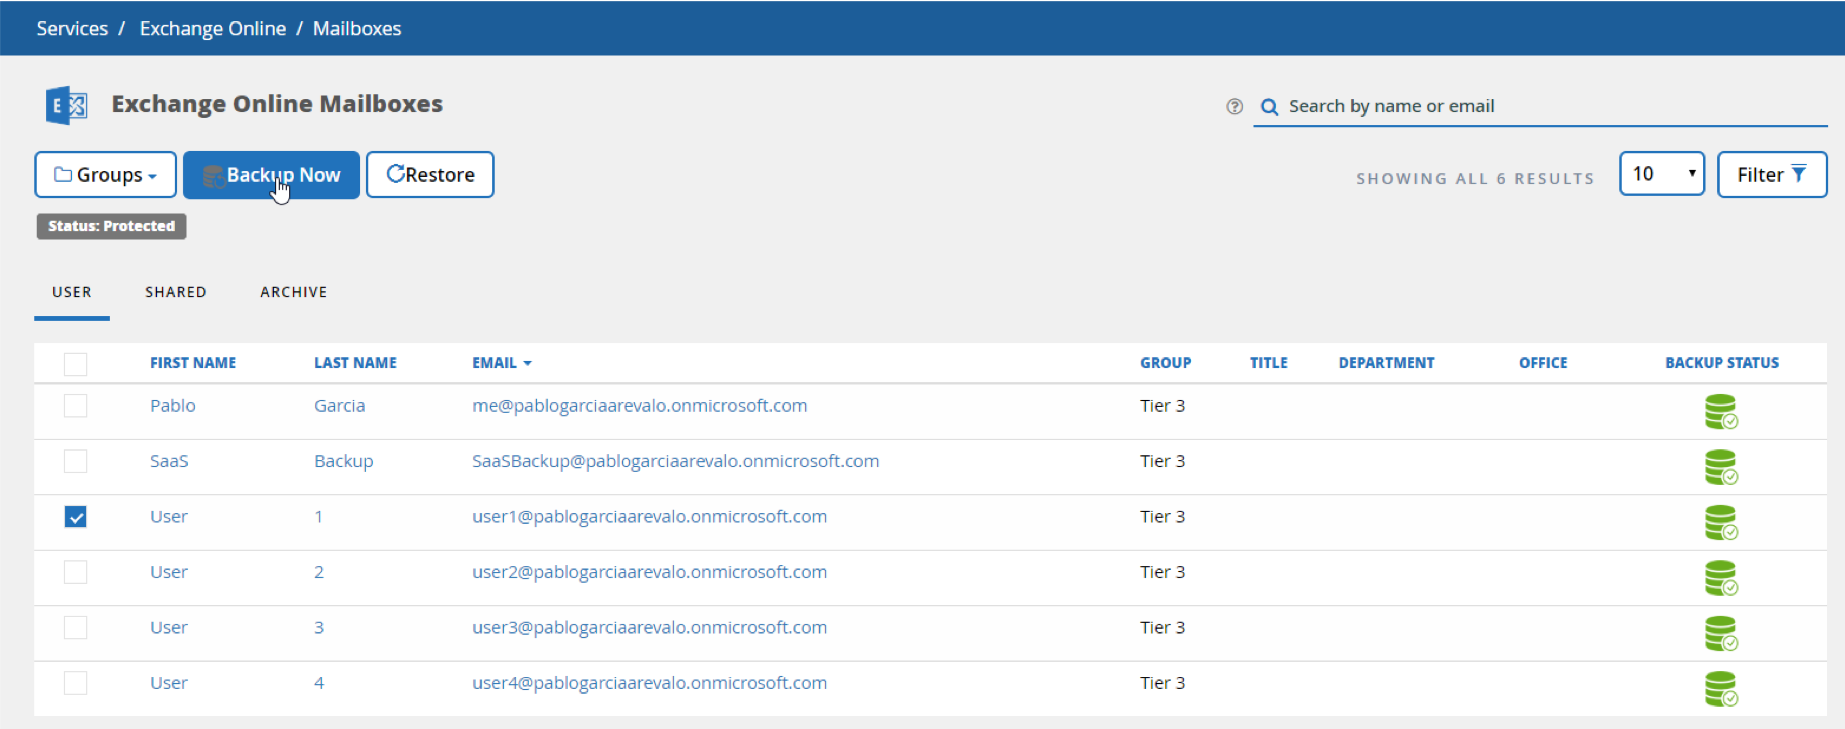 Services / Exchange Online / Mailboxes
Exchange Online Mailboxes
Search by name or email
Groups Backup Now Restore
SHOWING ALL 6 RESULTS 10 Filter
Status: Protected
USER SHARED ARCHIVE
FIRST NAME LAST NAME EMAIL GROUP TITLE DEPARTMENT OFFICE BACKUP STATUS
Pablo Garcia me@pablogarciaarevalo.onmicrosoft.com Tier 3
SaaS Backup SaaSBackup@pablogarciaarevalo.onmicrosoft.com Tier 3
User 1 user1@pablogarciaarevalo.onmicrosoft.com Tier 3
User 2 user2@pablogarciaarevalo.onmicrosoft.com Tier 3
User 3 user3@pablogarciaarevalo.onmicrosoft.com Tier 3
User 4 user4@pablogarciaarevalo.onmicrosoft.com Tier 3